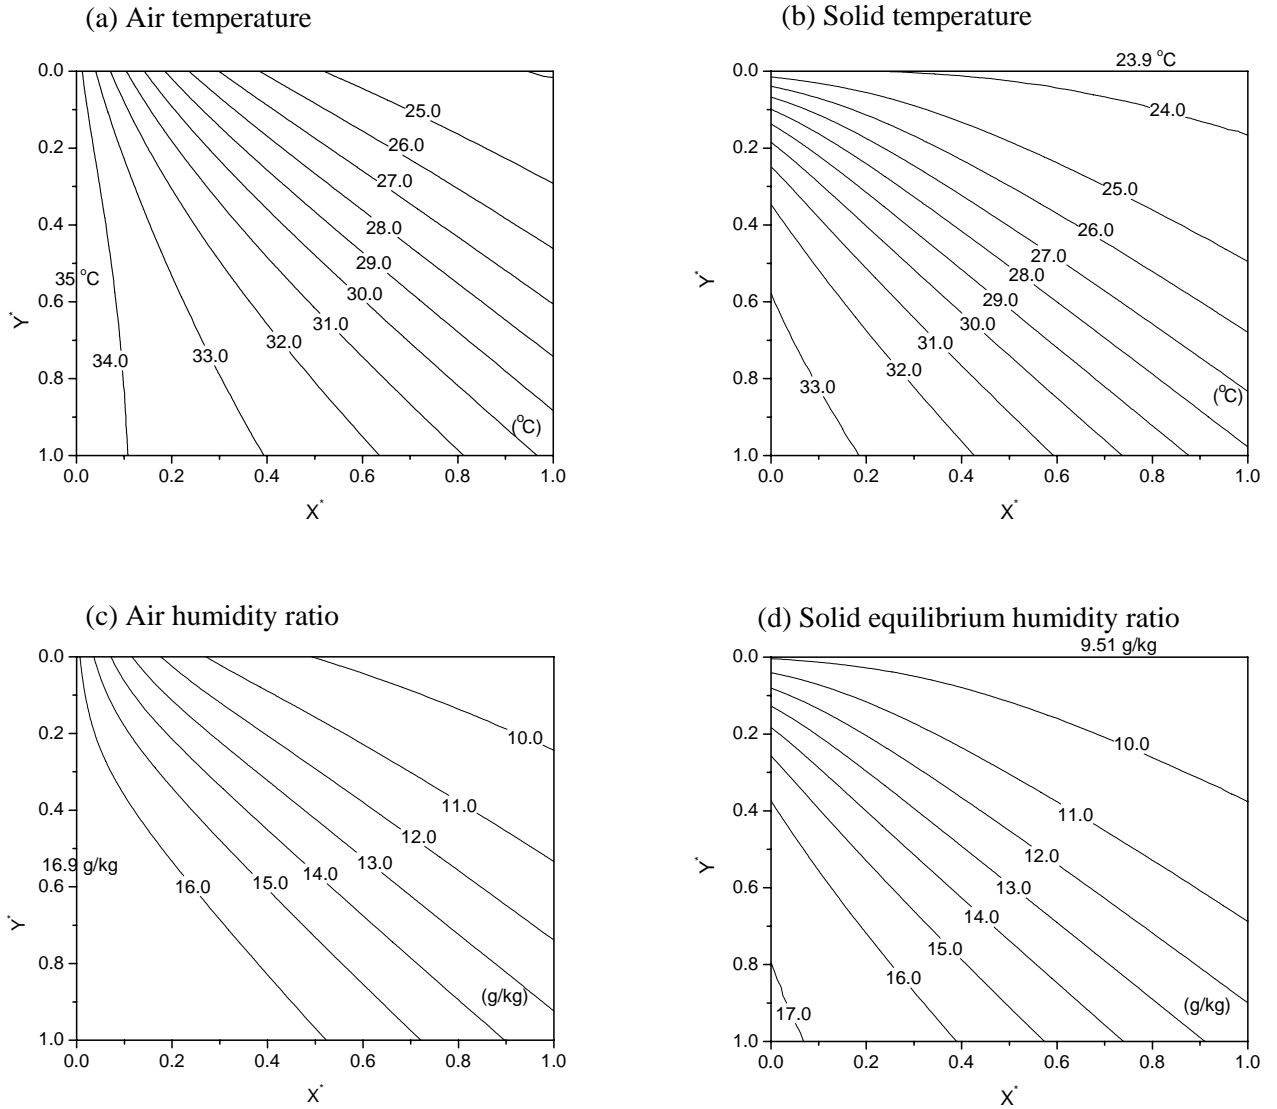 (a) Air temperature
0.0
0.2
0.4
0.6
0.8
1.0
Y*
25.0
26.0
27.0
28.0
29.0
30.0
31.0
32.0
33.0
34.0
35 °C
(°C)
0.0 0.2 0.4 0.6 0.8 1.0
X*
(b) Solid temperature
23.9 °C
0.0
0.2
0.4
0.6
0.8
1.0
Y*
24.0
25.0
26.0
27.0
28.0
29.0
30.0
31.0
32.0
33.0
(°C)
0.0 0.2 0.4 0.6 0.8 1.0
X*
(c) Air humidity ratio
0.0
0.2
0.4
0.6
0.8
1.0
Y*
10.0
11.0
12.0
13.0
14.0
15.0
16.0
16.9 g/kg
(g/kg)
0.0 0.2 0.4 0.6 0.8 1.0
X*
(d) Solid equilibrium humidity ratio
9.51 g/kg
0.0
0.2
0.4
0.6
0.8
1.0
Y*
10.0
11.0
12.0
13.0
14.0
15.0
16.0
17.0
(g/kg)
0.0 0.2 0.4 0.6 0.8 1.0
X*